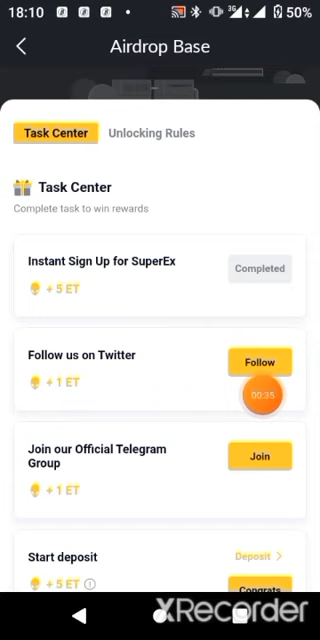 18:10
3G
50%
Airdrop Base
Task Center
Unlocking Rules
Task Center
Complete task to win rewards
Instant Sign Up for SuperEx
Completed
+ 5 ET
Follow us on Twitter
Follow
+ 1 ET
00:35
Join our Official Telegram
Group
Join
+ 1 ET
Start deposit
Deposit >
+ 5 ET
Congrats
XRecorder